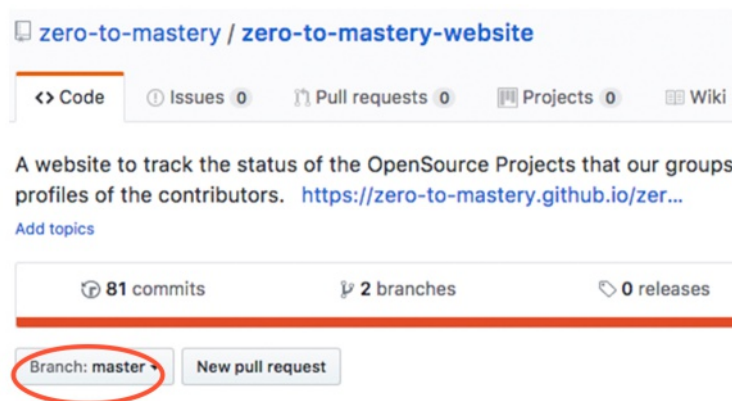 zero-to-mastery / zero-to-mastery-website
<> Code Issues 0 Pull requests 0 Projects 0 Wiki
A website to track the status of the OpenSource Projects that our groups
profiles of the contributors. https://zero-to-mastery.github.io/zer...
Add topics
81 commits 2 branches 0 releases
Branch: master New pull request